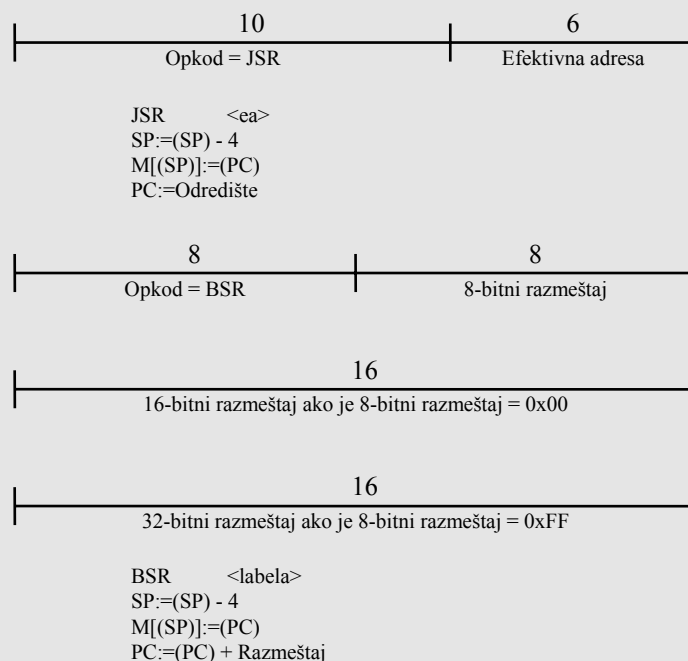 10 6
Opkod = JSR Efektivna adresa
JSR <ea>
SP:=(SP) - 4
M[(SP)]:=(PC)
PC:=Odredište
8 8
Opkod = BSR 8-bitni razmeštaj
16
16-bitni razmeštaj ako je 8-bitni razmeštaj = 0x00
16
32-bitni razmeštaj ako je 8-bitni razmeštaj = 0xFF
BSR <labela>
SP:=(SP) - 4
M[(SP)]:=(PC)
PC:=(PC) + Razmeštaj